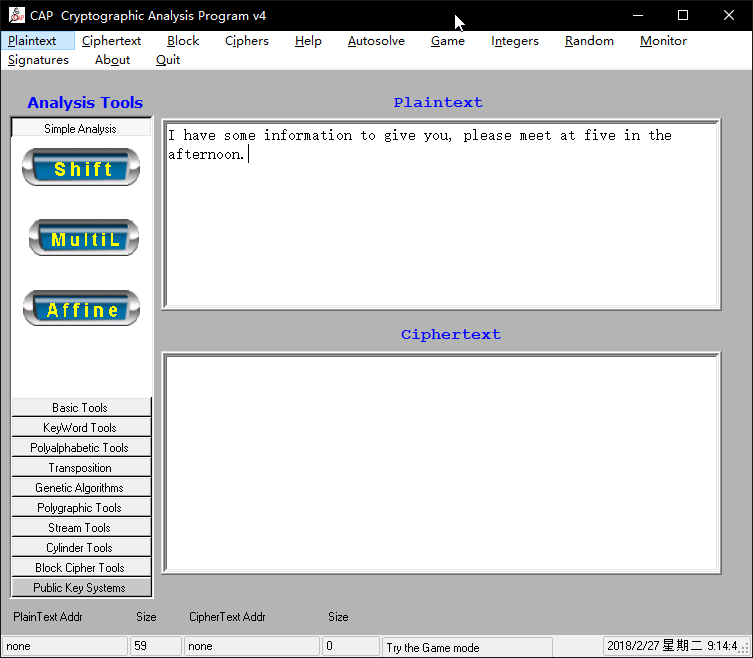 CAP Cryptographic Analysis Program v4
Plaintext Ciphertext Block Ciphers Help Autosolve Game Integers Random Monitor
Signatures About Quit
Analysis Tools
Simple Analysis
Shift
MultiL
Affine
Basic Tools
KeyWord Tools
Polyalphabetic Tools
Transposition
Genetic Algorithms
Polygraphic Tools
Stream Tools
Cylinder Tools
Block Cipher Tools
Public Key Systems
Plaintext
I have some information to give you, please meet at five in the
afternoon.
Ciphertext
PlainText Addr Size CipherText Addr Size
none 59 none 0 Try the Game mode 2018/2/27 星期二 9:14:4